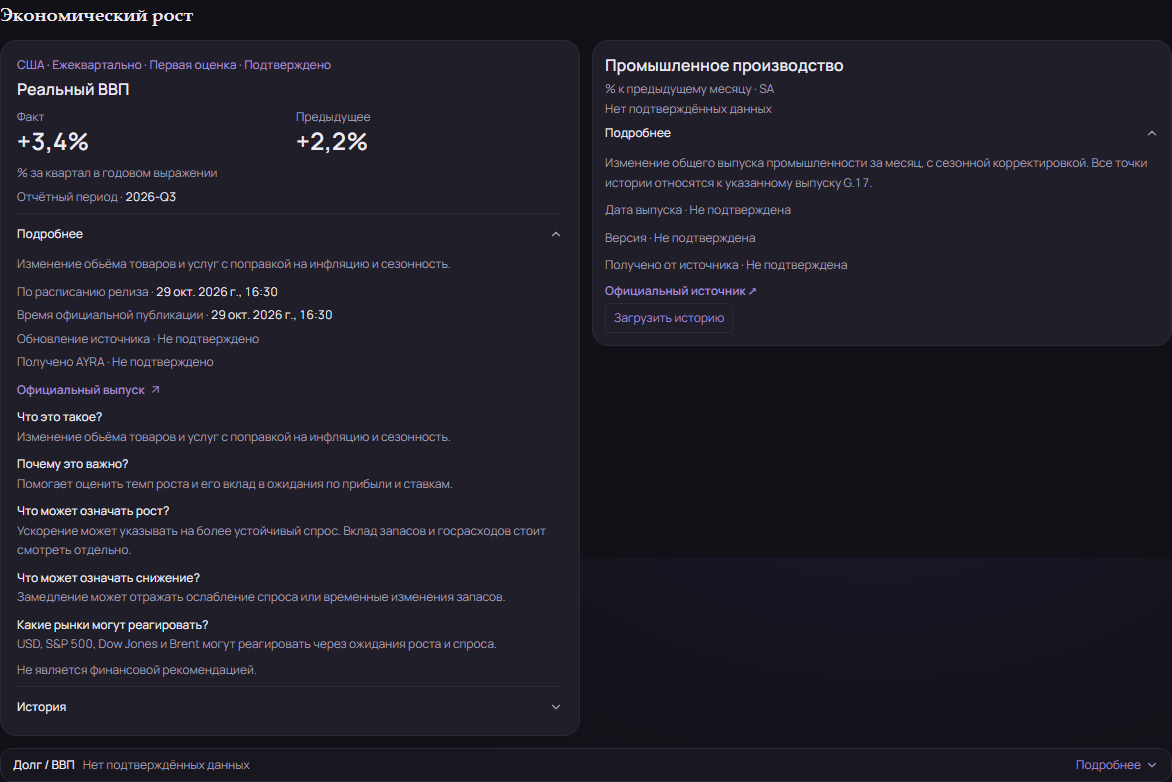 Экономический рост
США · Ежеквартально · Первая оценка · Подтверждено
Реальный ВВП
Факт
Предыдущее
+3,4%
+2,2%
% за квартал в годовом выражении
Отчётный период · 2026-Q3
Подробнее
Изменение объёма товаров и услуг с поправкой на инфляцию и сезонность.
По расписанию релиза · 29 окт. 2026 г., 16:30
Время официальной публикации · 29 окт. 2026 г., 16:30
Обновление источника · Не подтверждено
Получено AYRA · Не подтверждено
Официальный выпуск ↗
Что это такое?
Изменение объёма товаров и услуг с поправкой на инфляцию и сезонность.
Почему это важно?
Помогает оценить темп роста и его вклад в ожидания по прибыли и ставкам.
Что может означать рост?
Ускорение может указывать на более устойчивый спрос. Вклад запасов и госрасходов стоит
смотреть отдельно.
Что может означать снижение?
Замедление может отражать ослабление спроса или временные изменения запасов.
Какие рынки могут реагировать?
USD, S&P 500, Dow Jones и Brent могут реагировать через ожидания роста и спроса.
Не является финансовой рекомендацией.
История
Промышленное производство
% к предыдущему месяцу · SA
Нет подтверждённых данных
Подробнее
Изменение общего выпуска промышленности за месяц, с сезонной корректировкой. Все точки
истории относятся к указанному выпуску G.17.
Дата выпуска · Не подтверждена
Версия · Не подтверждена
Получено от источника · Не подтверждена
Официальный источник ↗
Загрузить историю
Долг / ВВП Нет подтверждённых данных
Подробнее